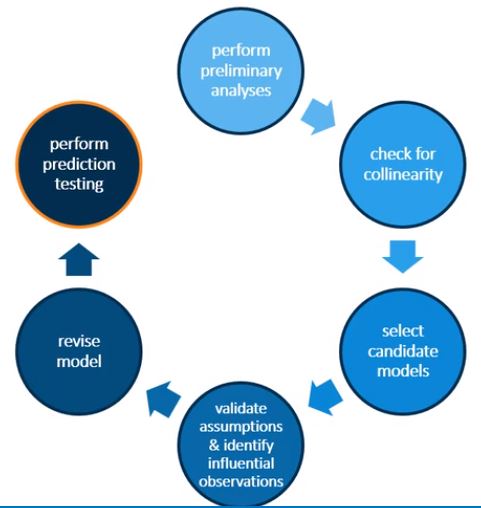 perform
preliminary
analyses
check for
collinearity
select
candidate
models
validate
assumptions
& identify
influential
observations
revise
model
perform
prediction
testing